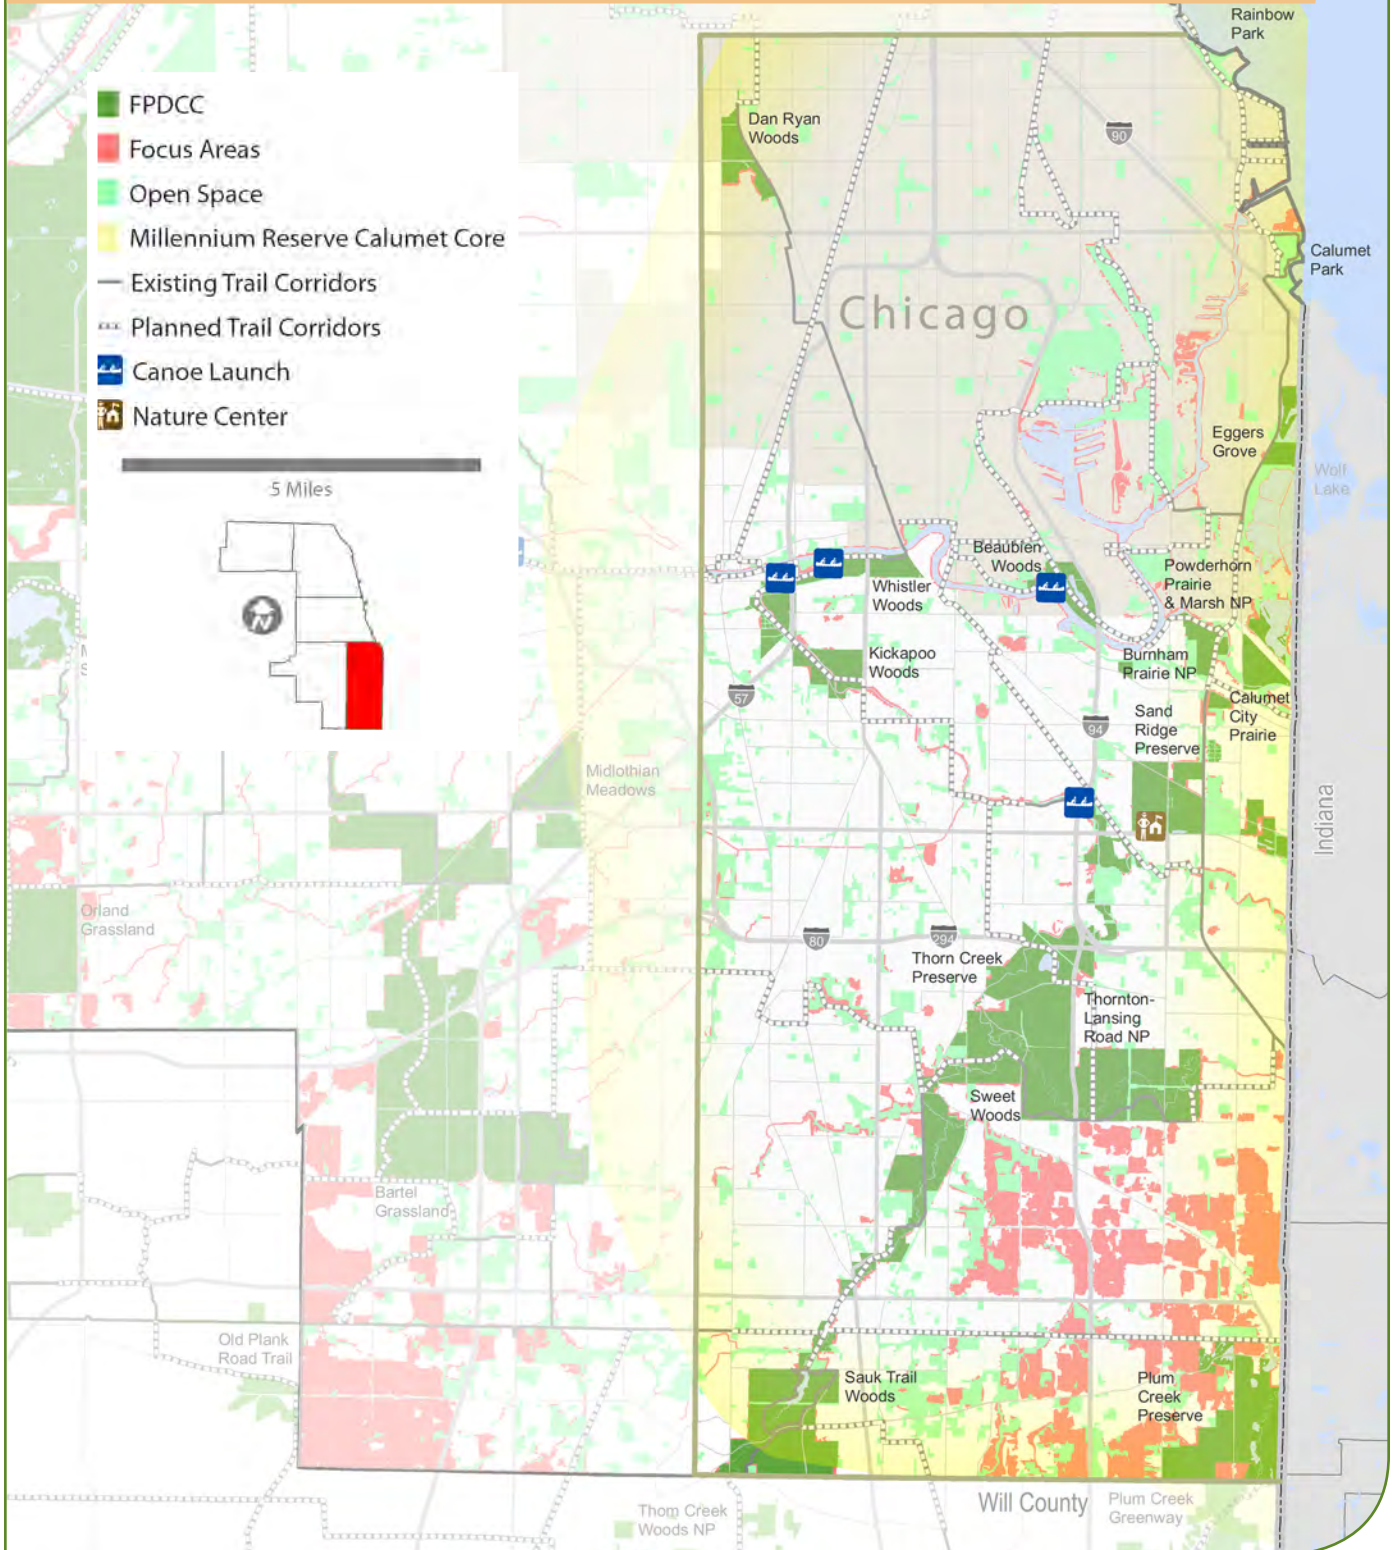 Rainbow
Park
FPDCC
Focus Areas
Open Space
Millennium Reserve Calumet Core
Existing Trail Corridors
Planned Trail Corridors
Canoe Launch
Nature Center
5 Miles
N
Dan Ryan
Woods
90
Calumet
Park
Chicago
Eggers
Grove
Wolf
Lake
Beaubien
Woods
Whistler
Woods
Powderhorn
Prairie
& Marsh NP
Kickapoo
Woods
Burnham
Prairie NP
57
Calumet
City
Prairie
Sand
Ridge
Preserve
94
Midlothian
Meadows
Indiana
Orland
Grassland
80
294
Thorn Creek
Preserve
Thornton-
Lansing
Road NP
Sweet
Woods
Bartel
Grassland
Old Plank
Road Trail
Sauk Trail
Woods
Plum
Creek
Preserve
Will County
Plum Creek
Greenway
Thorn Creek
Woods NP